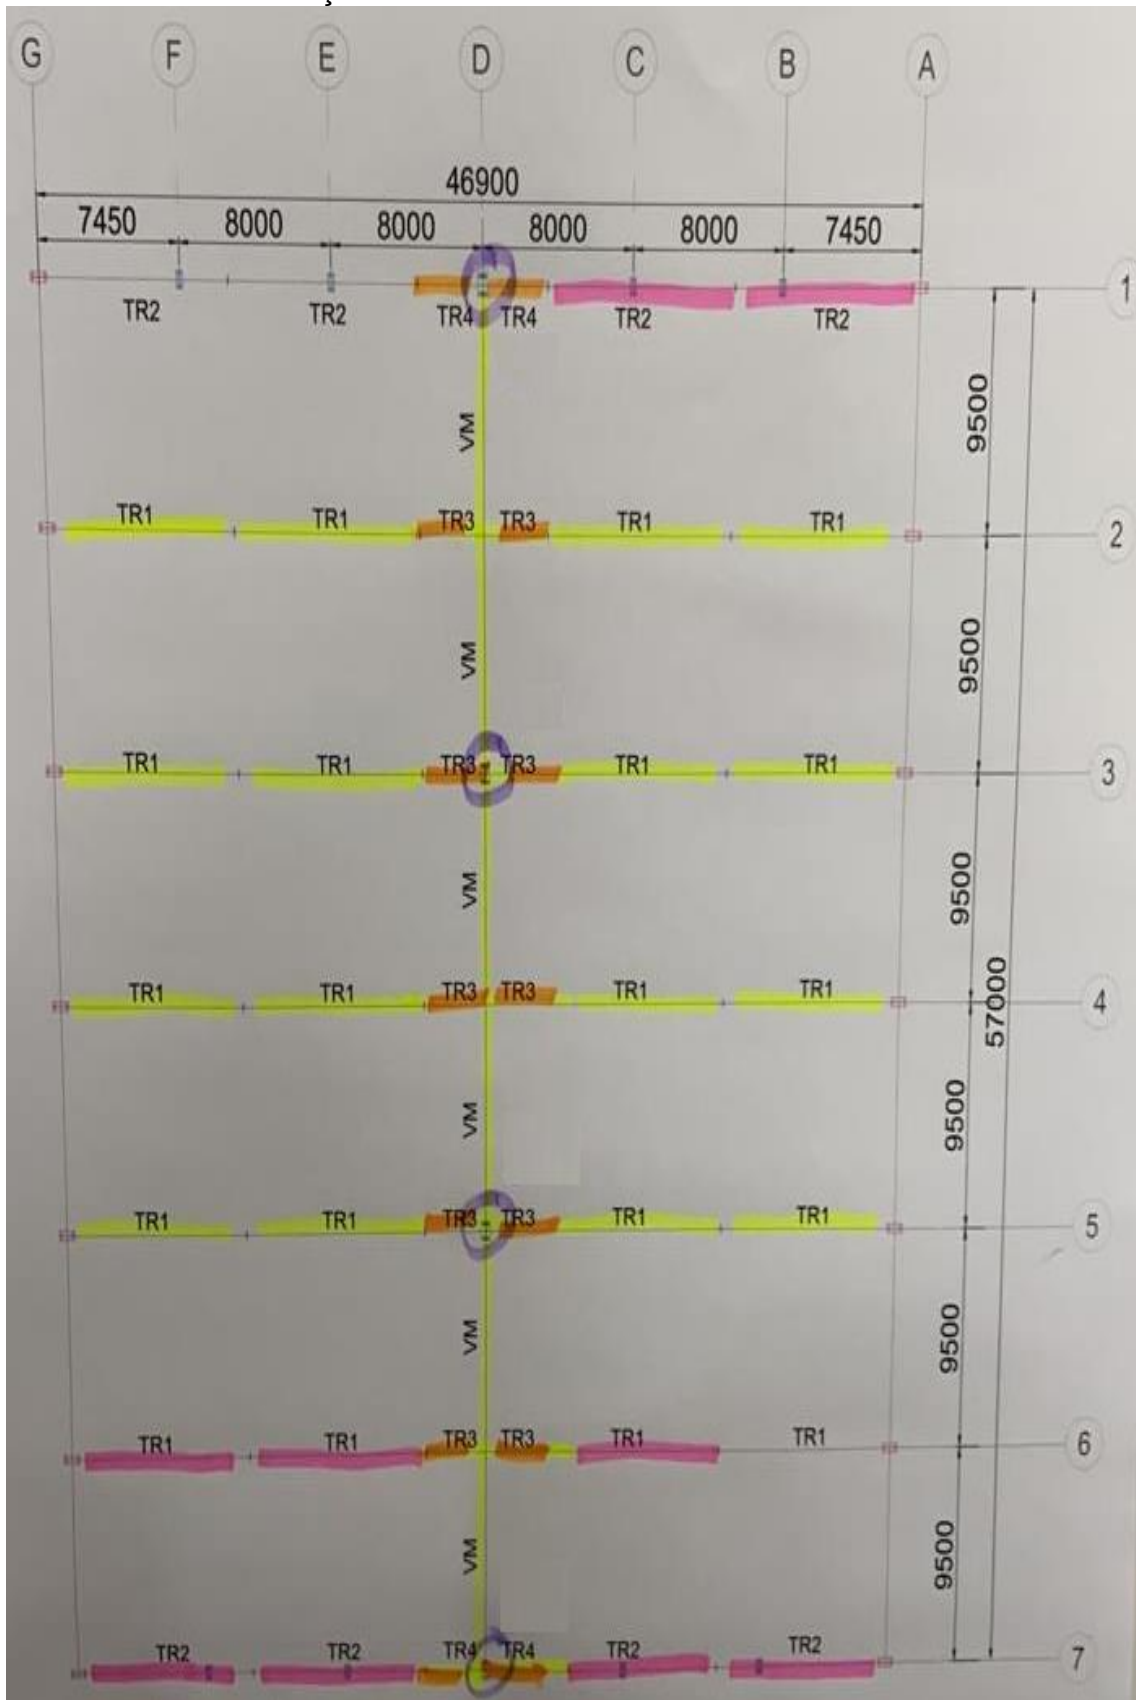 G F E D C B A
46900
7450 8000 8000 8000 8000 7450
1
TR2 TR2 TR4 TR4 TR2 TR2
VM
9500
TR1 TR1 TR3 TR3 TR1 TR1
2
VM
9500
TR1 TR1 TR3 TR3 TR1 TR1
3
VM
9500
57000
TR1 TR1 TR3 TR3 TR1 TR1
4
VM
9500
TR1 TR1 TR3 TR3 TR1 TR1
5
VM
9500
TR1 TR1 TR3 TR3 TR1 TR1
6
VM
9500
TR2 TR2 TR4 TR4 TR2 TR2
7